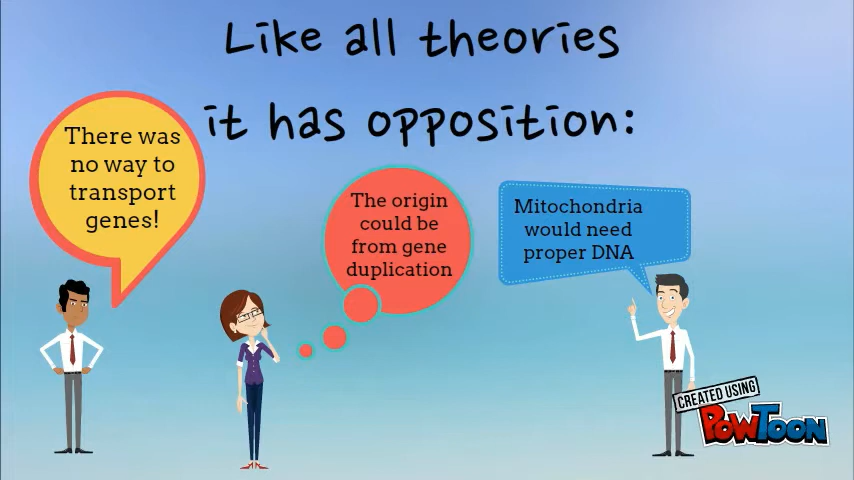 Like all theories
it has opposition:
There was
no way to
transport
genes!
The origin
could be
from gene
duplication
Mitochondria
would need
proper DNA
CREATED USING
POWTOON